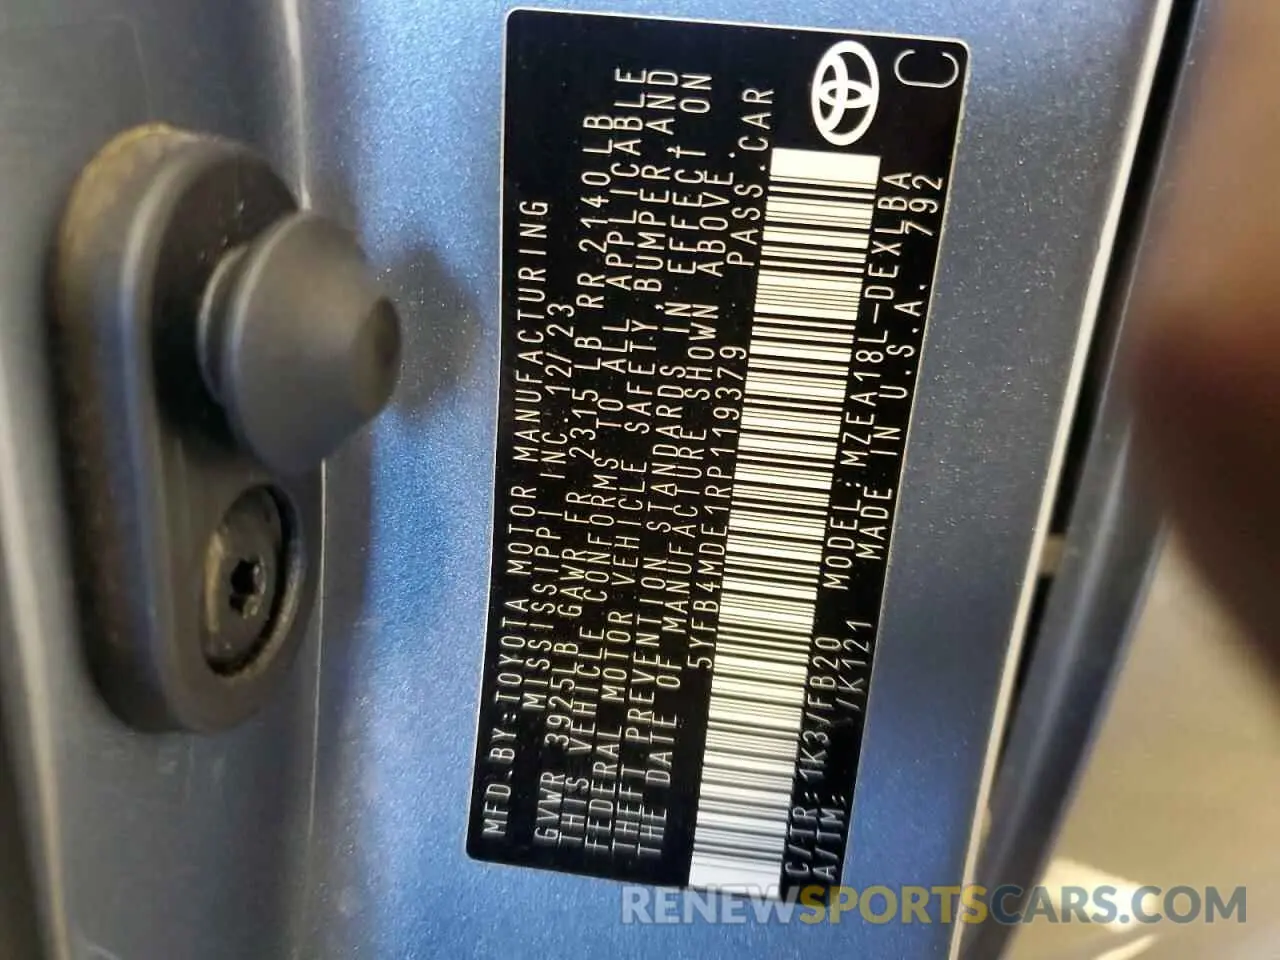 MFD.BY:TOYOTA MOTOR MANUFACTURING
MISSISSIPPI INC 12/23
GVWR 3925LB GAWR FR 2315 LB RR 2140 LB
THIS VEHICLE CONFORMS TO ALL APPLICABLE
FEDERAL MOTOR VEHICLE SAFETY BUMPER, AND
THEFT PREVENTION STANDARDS IN EFFECT ON
THE DATE OF MANUFACTURE SHOWN ABOVE.
5YFB4MDE1RP119379 PASS.CAR
C/TR:1K3/FB20 MODEL:MZEA18L-DEXLBA
A/TM: \/K121 MADE IN U.S.A. 792
C
RENEWSPORTSCARS.COM